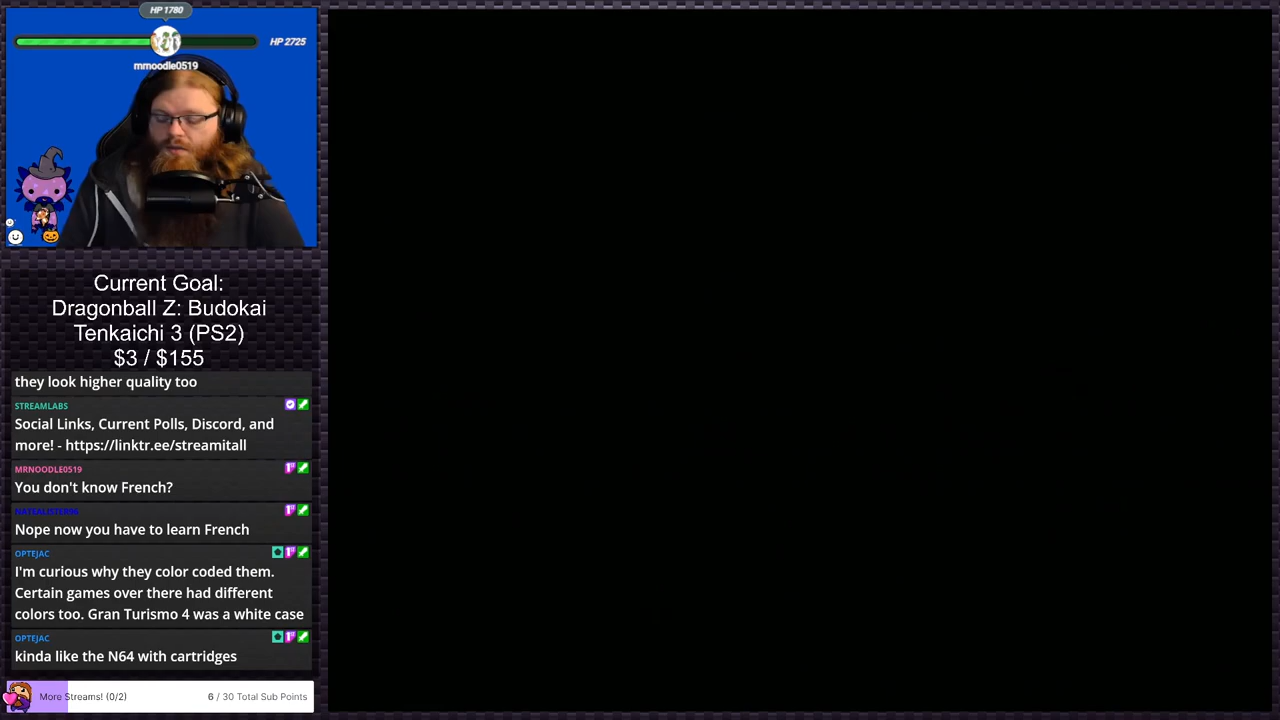 HP 1780
HP 2725
mmoodle0519
Current Goal:
Dragonball Z: Budokai
Tenkaichi 3 (PS2)
$3 / $155
they look higher quality too
STREAMLABS
Social Links, Current Polls, Discord, and
more! - https://linktr.ee/streamitall
MRNOODLE0519
You don't know French?
Nope now you have to learn French
OPTEJAC
I'm curious why they color coded them.
Certain games over there had different
colors too. Gran Turismo 4 was a white case
OPTEJAC
kinda like the N64 with cartridges
More Streams! (0/2)
6 / 30 Total Sub Points